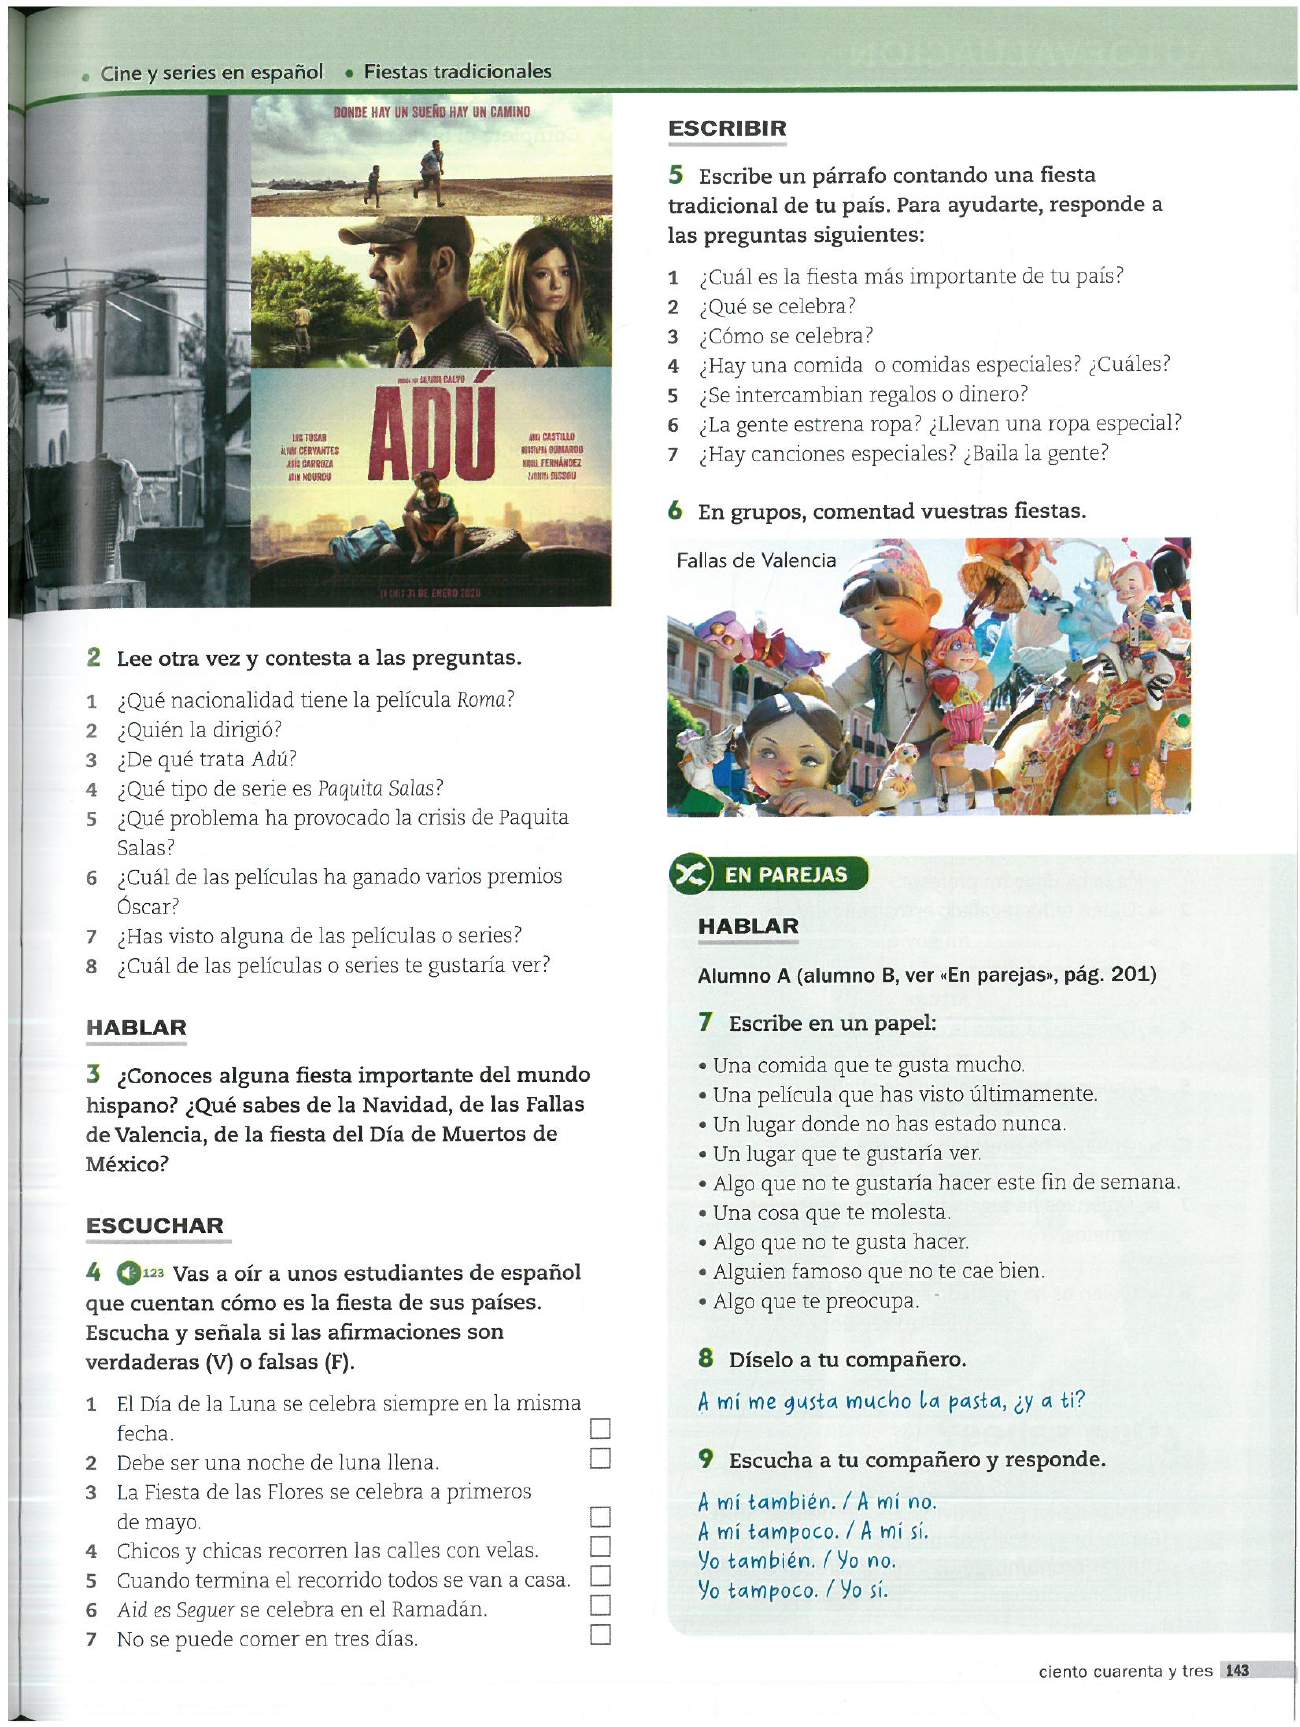 Cine y series en español • Fiestas tradicionales
DONDE HAY UN SUEÑO HAY UN CAMINO
ADÚ
LUIS TOSAR
ANA CASTILLO
ÁLVARO CERVANTES
2 Lee otra vez y contesta a las preguntas.
1 ¿Qué nacionalidad tiene la película Roma?
2 ¿Quién la dirigió?
3 ¿De qué trata Adú?
4 ¿Qué tipo de serie es Paquita Salas?
5 ¿Qué problema ha provocado la crisis de Paquita
Salas?
6 ¿Cuál de las películas ha ganado varios premios
Óscar?
7 ¿Has visto alguna de las películas o series?
8 ¿Cuál de las películas o series te gustaría ver?
HABLAR
3 ¿Conoces alguna fiesta importante del mundo
hispano? ¿Qué sabes de la Navidad, de las Fallas
de Valencia, de la fiesta del Día de Muertos de
México?
ESCUCHAR
4 123 Vas a oír a unos estudiantes de español
que cuentan cómo es la fiesta de sus países.
Escucha y señala si las afirmaciones son
verdaderas (V) o falsas (F).
1 El Día de la Luna se celebra siempre en la misma
fecha.
2 Debe ser una noche de luna llena.
3 La Fiesta de las Flores se celebra a primeros
de mayo.
4 Chicos y chicas recorren las calles con velas.
5 Cuando termina el recorrido todos se van a casa.
6 Aid es Seguer se celebra en el Ramadán.
7 No se puede comer en tres días.
ESCRIBIR
5 Escribe un párrafo contando una fiesta
tradicional de tu país. Para ayudarte, responde a
las preguntas siguientes:
1 ¿Cuál es la fiesta más importante de tu país?
2 ¿Qué se celebra?
3 ¿Cómo se celebra?
4 ¿Hay una comida o comidas especiales? ¿Cuáles?
5 ¿Se intercambian regalos o dinero?
6 ¿La gente estrena ropa? ¿Llevan una ropa especial?
7 ¿Hay canciones especiales? ¿Baila la gente?
6 En grupos, comentad vuestras fiestas.
Fallas de Valencia
EN PAREJAS
HABLAR
Alumno A (alumno B, ver «En parejas», pág. 201)
7 Escribe en un papel:
• Una comida que te gusta mucho.
• Una película que has visto últimamente.
• Un lugar donde no has estado nunca.
• Un lugar que te gustaría ver.
• Algo que no te gustaría hacer este fin de semana.
• Una cosa que te molesta.
• Algo que no te gusta hacer.
• Alguien famoso que no te cae bien.
• Algo que te preocupa.
8 Díselo a tu compañero.
A mí me gusta mucho la pasta, ¿y a ti?
9 Escucha a tu compañero y responde.
A mí también. / A mí no.
A mí tampoco. / A mí sí.
Yo también. / Yo no.
Yo tampoco. / Yo sí.
ciento cuarenta y tres 143